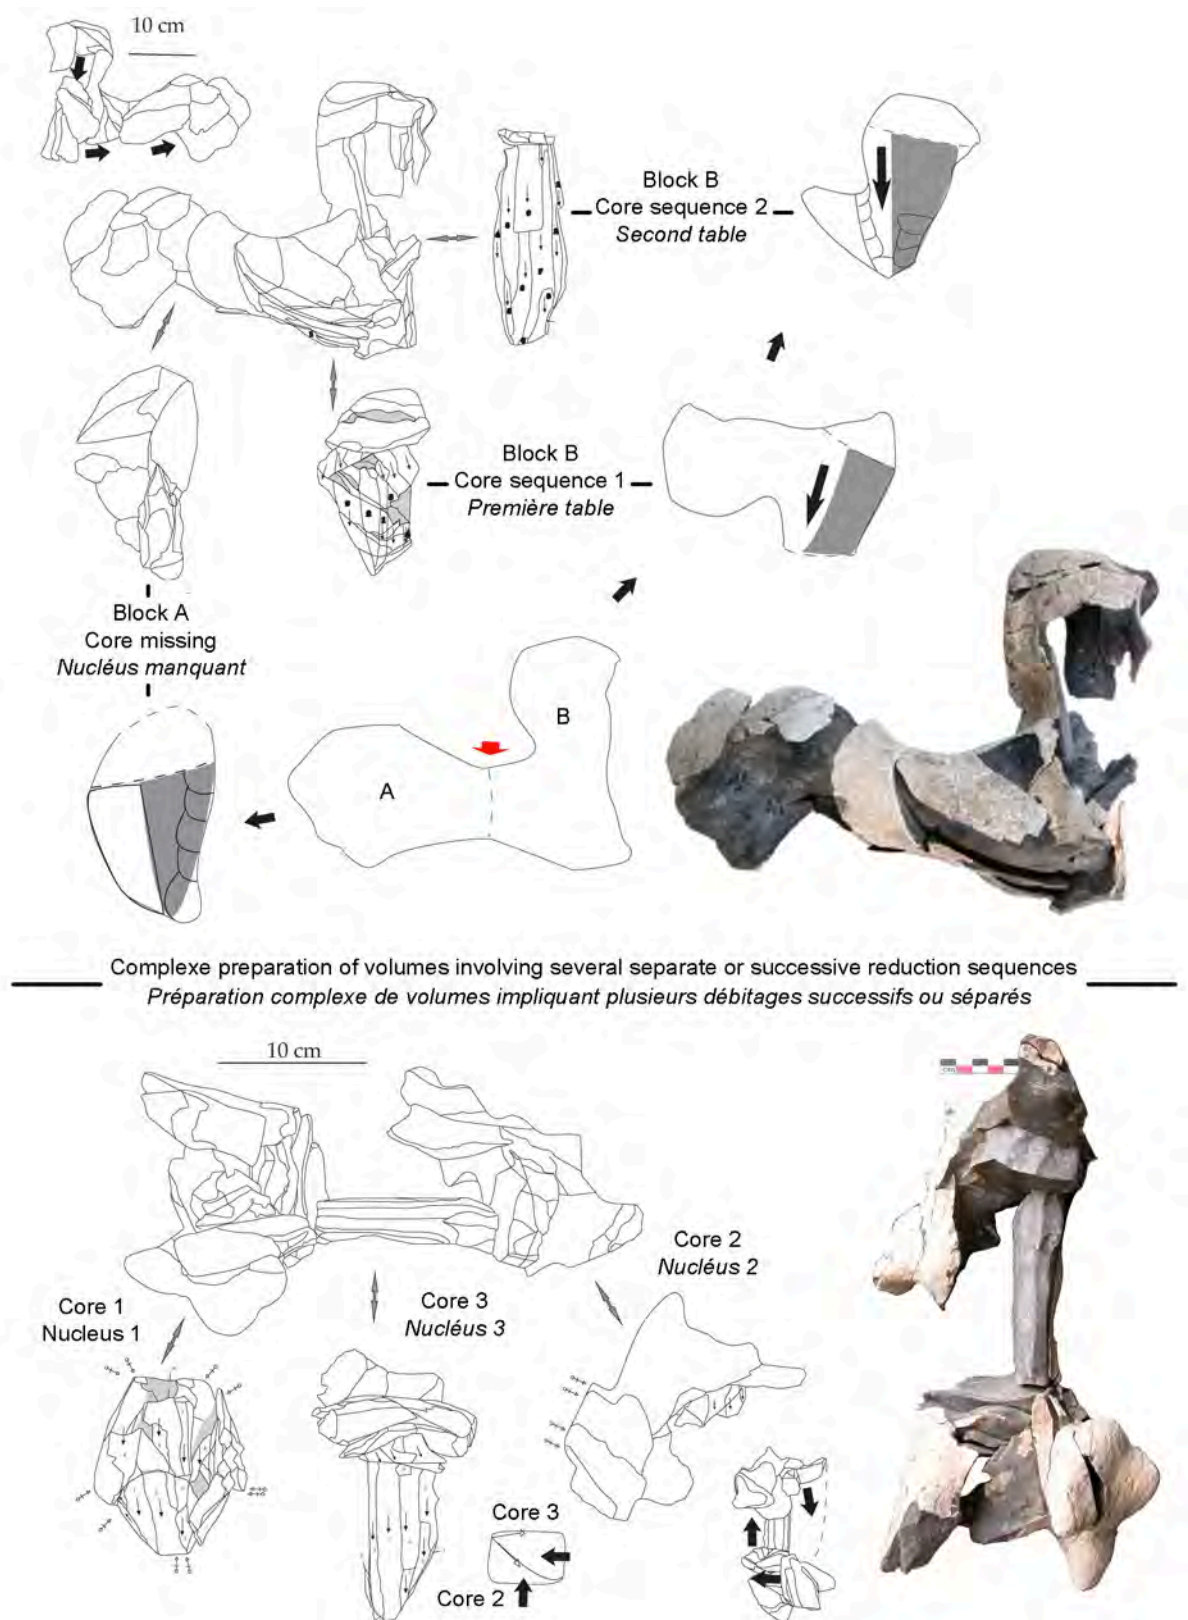 10 cm
Block B
Core sequence 2
Second table
Block B
Core sequence 1
Première table
Block A
Core missing
Nucléus manquant
A
B
Complexe preparation of volumes involving several separate or successive reduction sequences
Préparation complexe de volumes impliquant plusieurs débitages successifs ou séparés
10 cm
Core 1
Nucleus 1
Core 3
Nucléus 3
Core 2
Nucléus 2
Core 3
Core 2